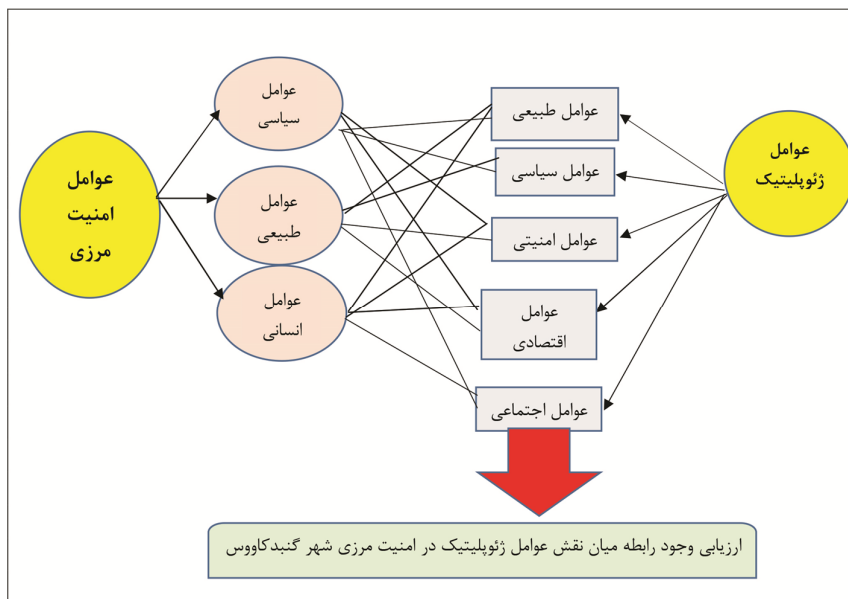 عوامل
ژئوپلیتیک
عوامل طبیعی
عوامل سیاسی
عوامل امنیتی
عوامل
اقتصادی
عوامل اجتماعی
عوامل
سیاسی
عوامل
طبیعی
عوامل
انسانی
عوامل
امنیت
مرزی
ارزیابی وجود رابطه میان نقش عوامل ژئوپلیتیک در امنیت مرزی شهر گنبدکاووس